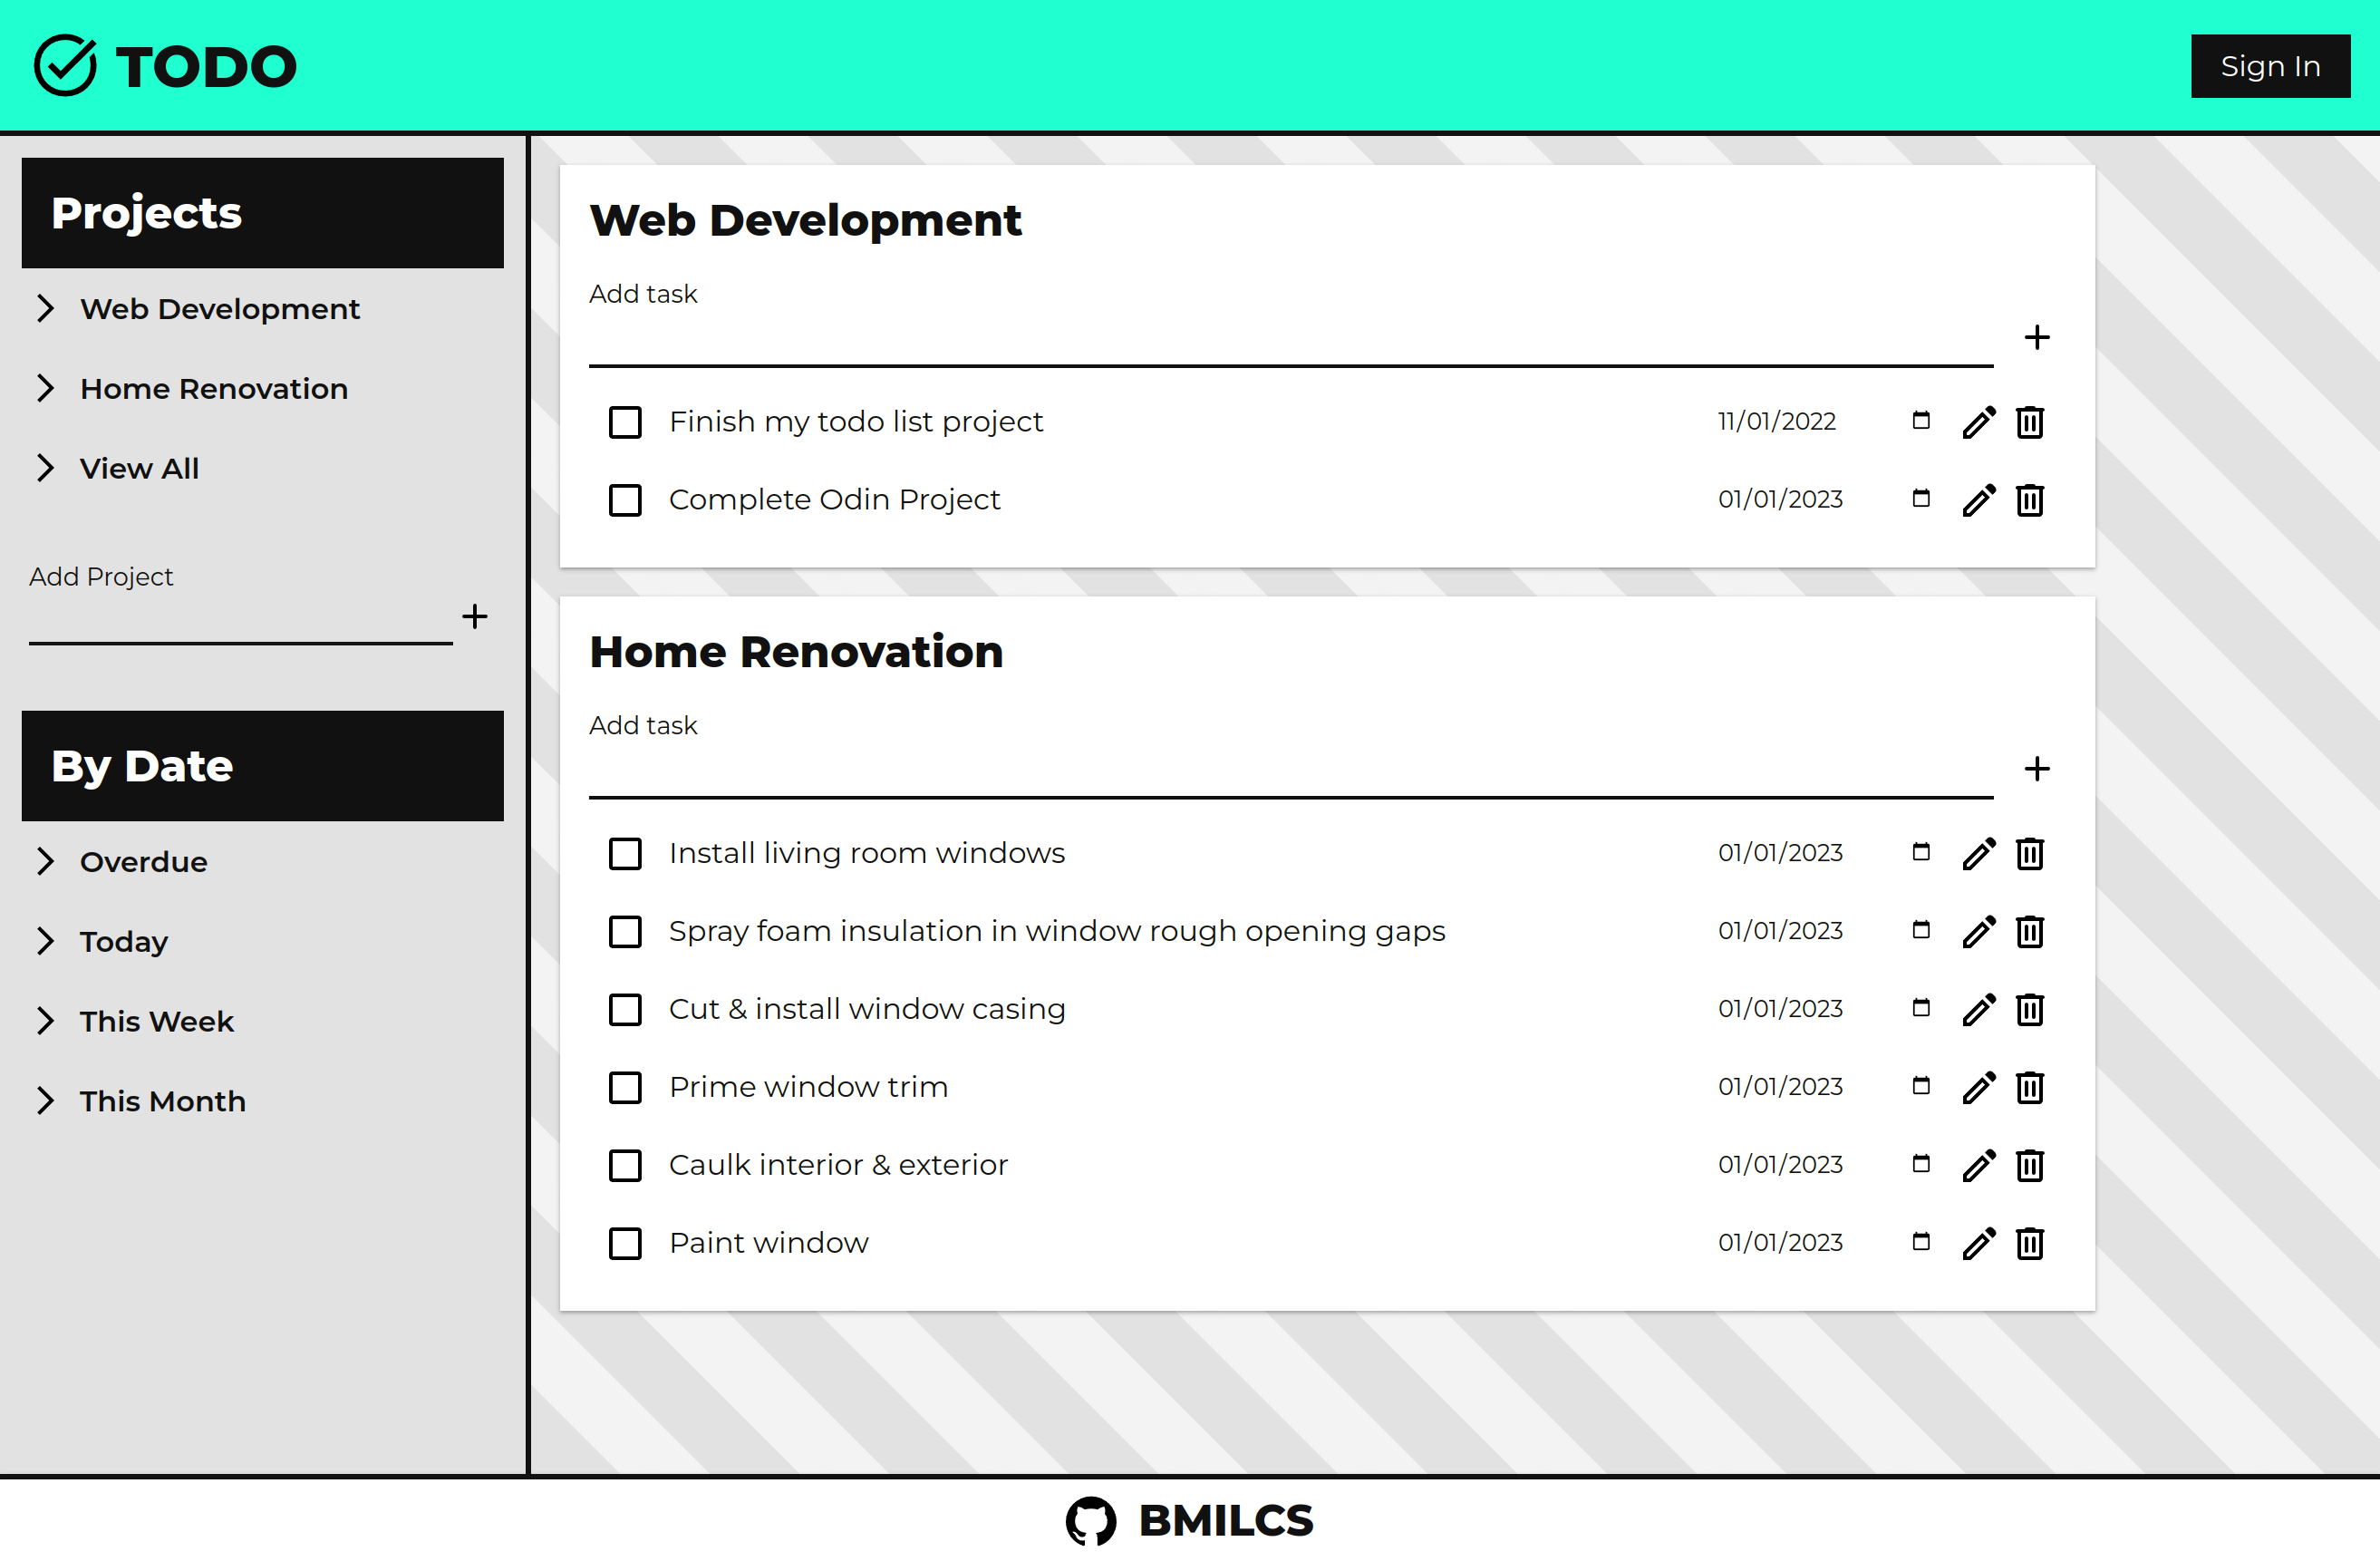 TODO
Sign In
Projects
Web Development
Home Renovation
View All
Add Project
By Date
Overdue
Today
This Week
This Month
Web Development
Add task
Finish my todo list project 11/01/2022
Complete Odin Project 01/01/2023
Home Renovation
Add task
Install living room windows 01/01/2023
Spray foam insulation in window rough opening gaps 01/01/2023
Cut & install window casing 01/01/2023
Prime window trim 01/01/2023
Caulk interior & exterior 01/01/2023
Paint window 01/01/2023
BMILCS